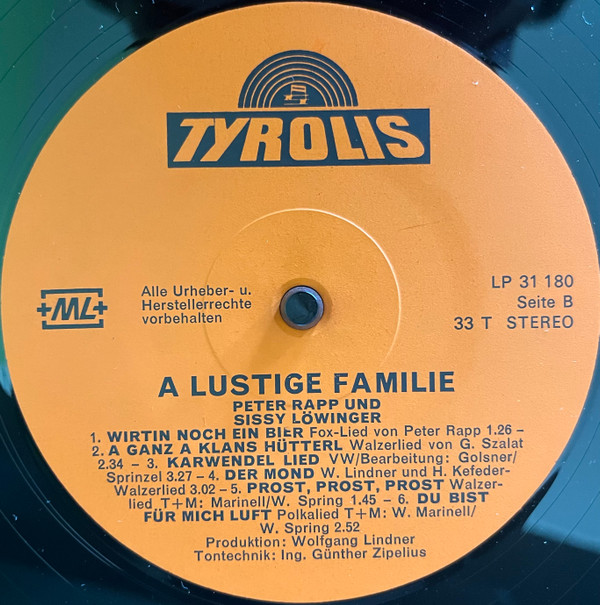 TYROLIS
+ML+
Alle Urheber- u.
Herstellerrechte
vorbehalten
LP 31 180
Seite B
33 T STEREO
A LUSTIGE FAMILIE
PETER RAPP UND
SISSY LÖWINGER
1. WIRTIN NOCH EIN BIER Fox-Lied von Peter Rapp 1.26 –
2. A GANZ A KLANS HÜTTERL Walzerlied von G. Szalat
2.34 – 3. KARWENDEL LIED VW/Bearbeitung: Golsner/
Sprinzel 3.27 – 4. DER MOND W. Lindner und H. Kefeder-
Walzerlied 3.02 – 5. PROST, PROST, PROST Walzer-
lied T+M: Marinell/W. Spring 1.45 – 6. DU BIST
FÜR MICH LUFT Polkalied T+M: W. Marinell/
W. Spring 2.52
Produktion: Wolfgang Lindner
Tontechnik: Ing. Günther Zipelius